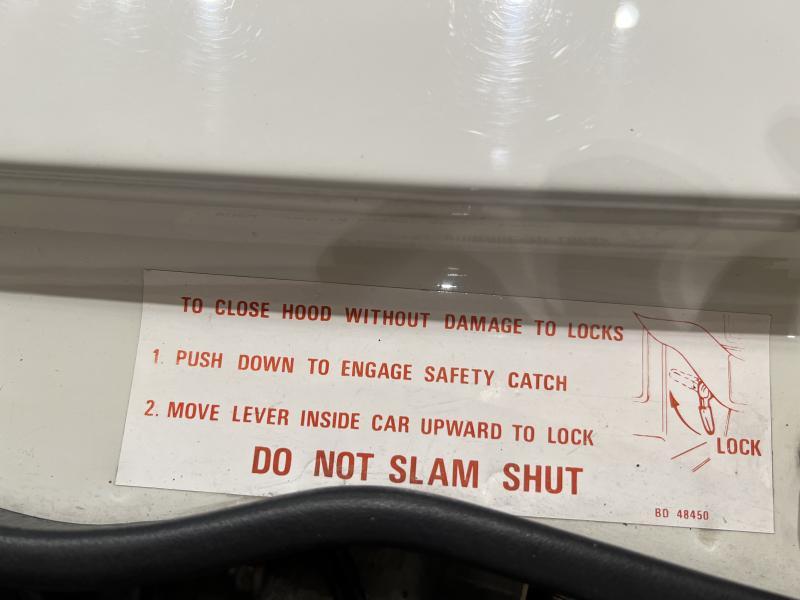 TO CLOSE HOOD WITHOUT DAMAGE TO LOCKS
1. PUSH DOWN TO ENGAGE SAFETY CATCH
2. MOVE LEVER INSIDE CAR UPWARD TO LOCK
DO NOT SLAM SHUT
LOCK
BD 48450